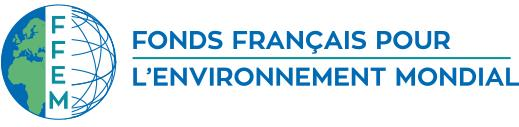 FFEM
FONDS FRANÇAIS POUR
L'ENVIRONNEMENT MONDIAL